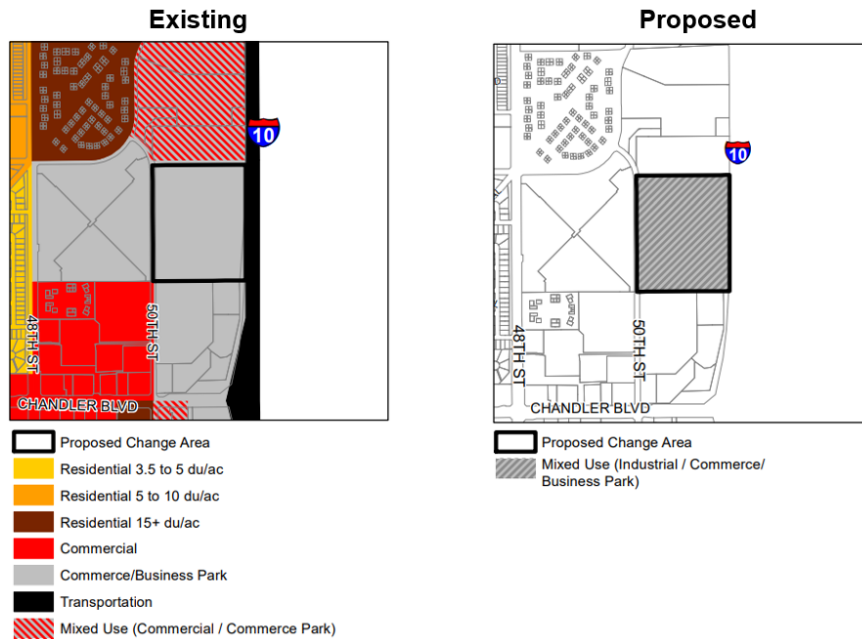 Existing
Proposed
10
10
48TH ST
50TH ST
CHANDLER BLVD
48TH ST
50TH ST
CHANDLER BLVD
Proposed Change Area
Residential 3.5 to 5 du/ac
Residential 5 to 10 du/ac
Residential 15+ du/ac
Commercial
Commerce/Business Park
Transportation
Mixed Use (Commercial / Commerce Park)
Proposed Change Area
Mixed Use (Industrial / Commerce/
Business Park)